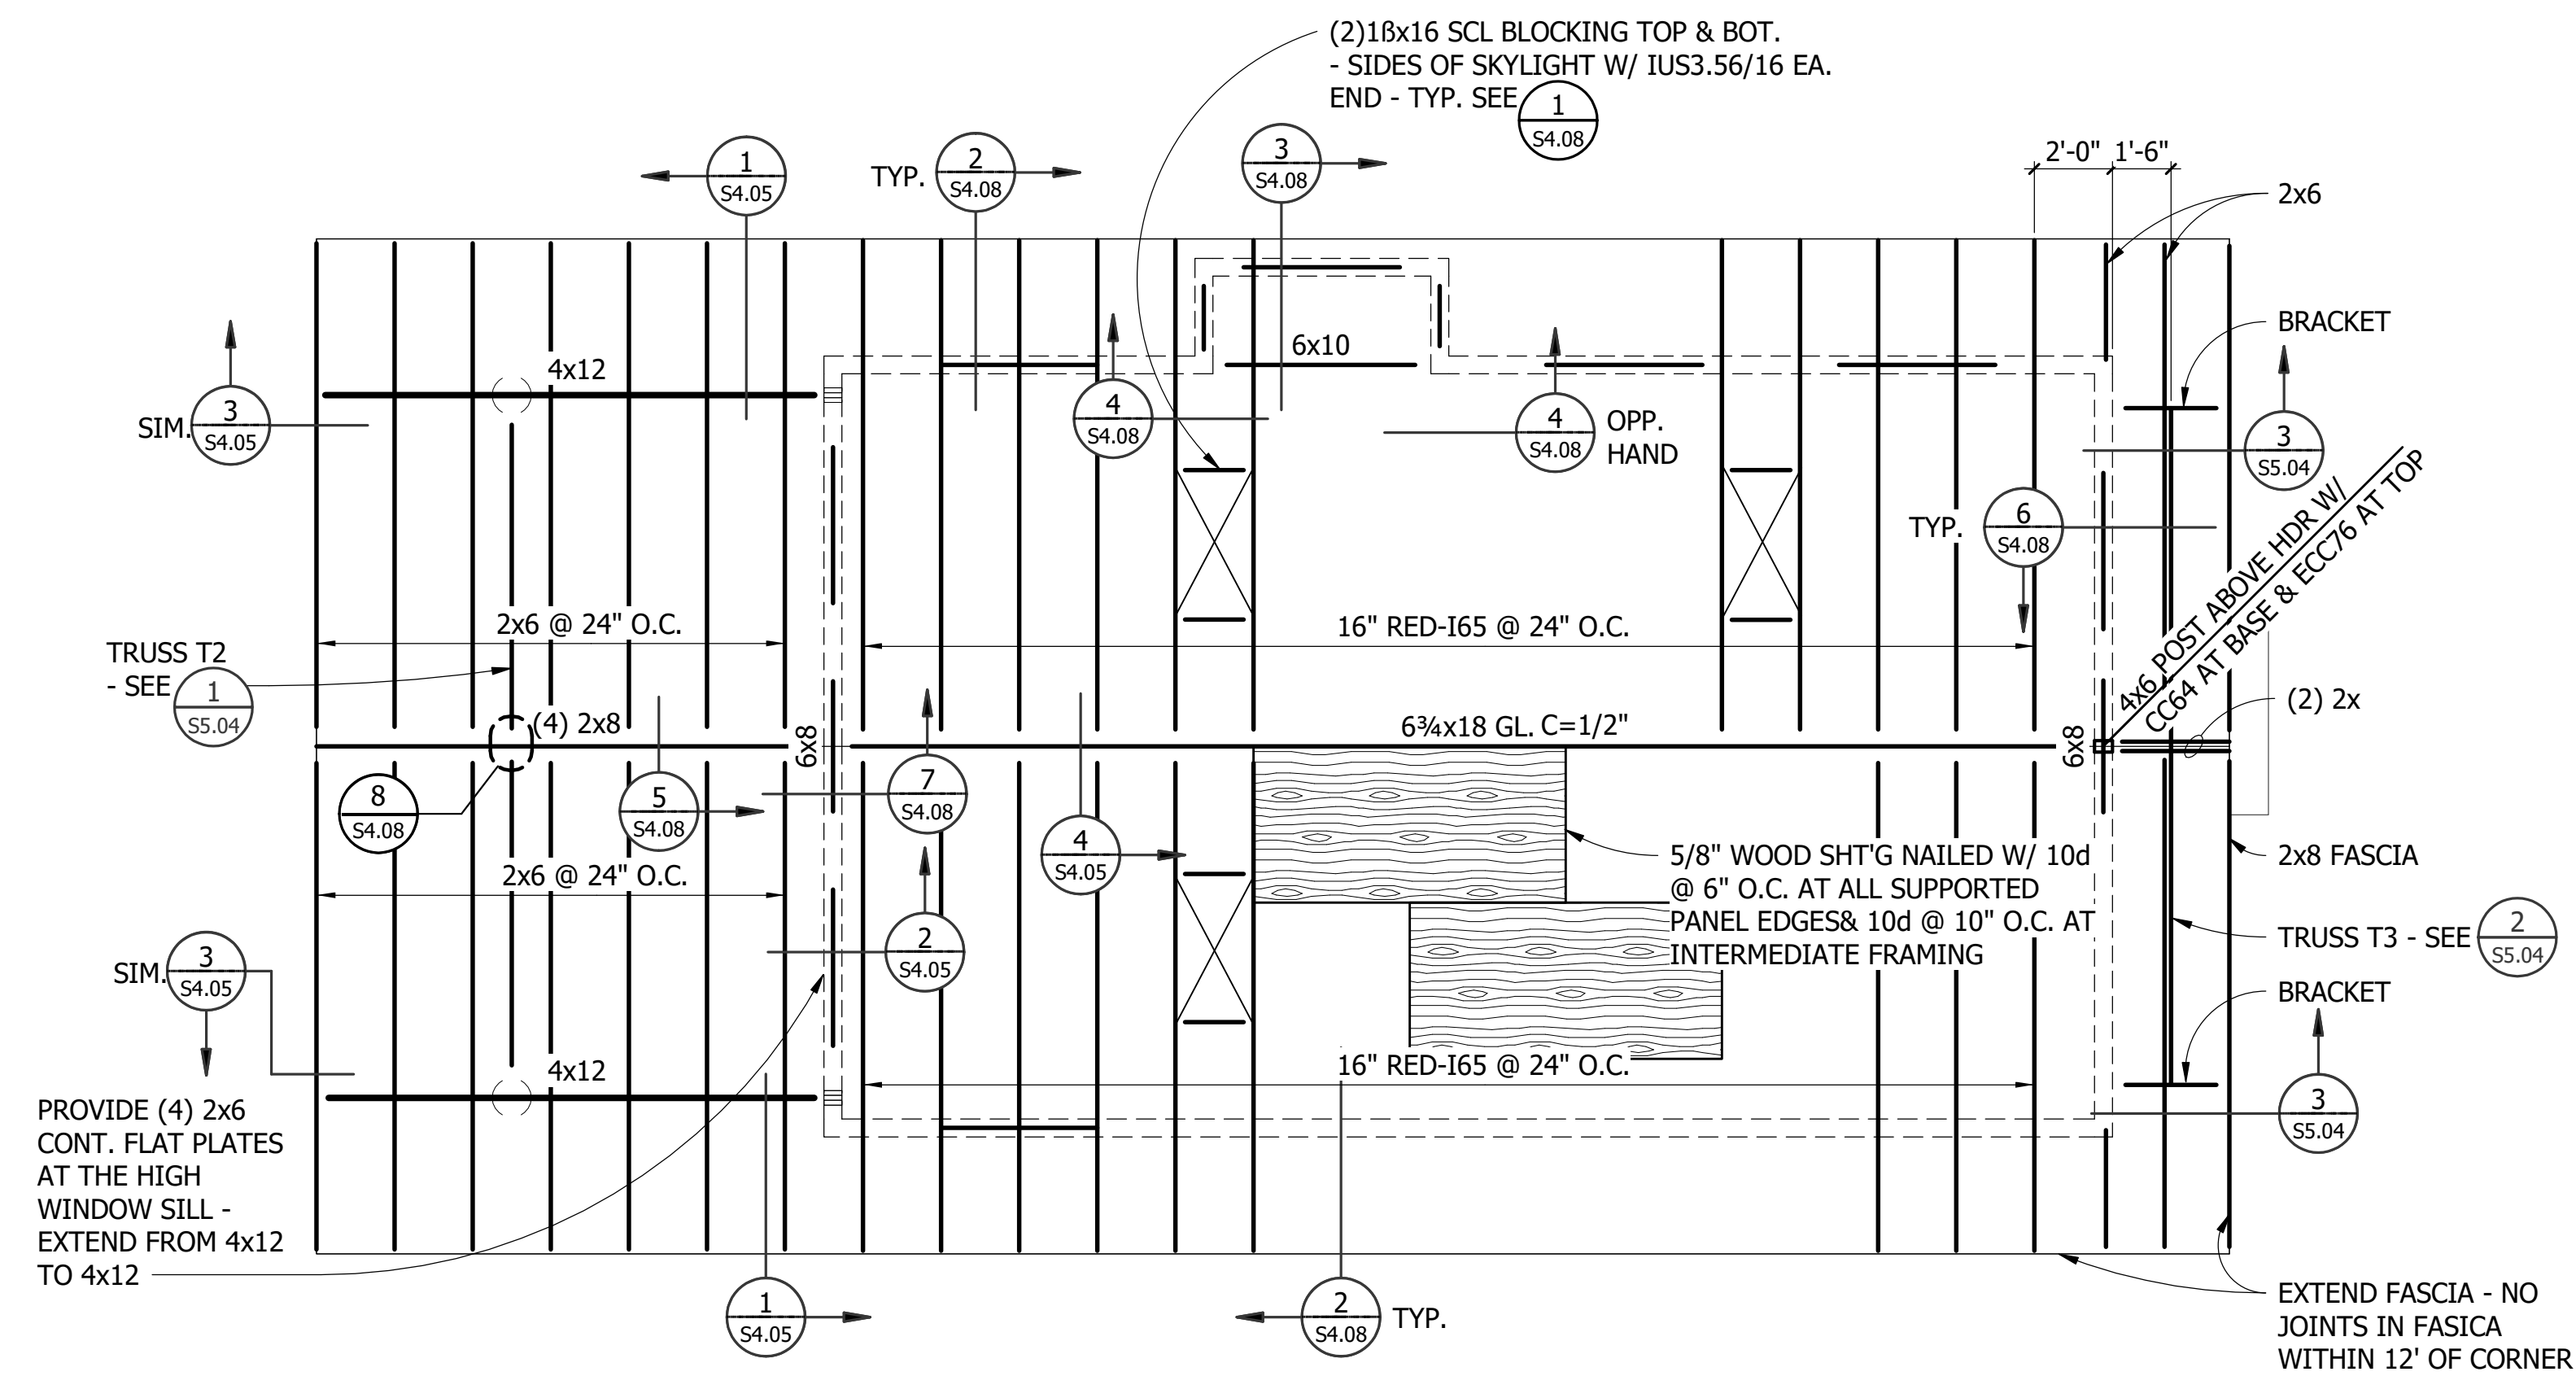 (2)1ßx16 SCL BLOCKING TOP & BOT.
- SIDES OF SKYLIGHT W/ IUS3.56/16 EA.
END - TYP. SEE
1
S4.08
1
S4.05
TYP.
2
S4.08
3
S4.08
2'-0"
1'-6"
2x6
BRACKET
4x12
6x10
SIM.
3
S4.05
4
S4.08
4
S4.08
OPP.
HAND
3
S5.04
TYP.
6
S4.08
4x6 POST ABOVE HDR W/
CC64 AT BASE & ECC76 AT TOP
2x6 @ 24" O.C.
16" RED-I65 @ 24" O.C.
TRUSS T2
- SEE
1
S5.04
(4) 2x8
6x8
6¾x18 GL. C=1/2"
6x8
(2) 2x
8
S4.08
5
S4.08
7
S4.08
4
S4.05
2x6 @ 24" O.C.
5/8" WOOD SHT'G NAILED W/ 10d
@ 6" O.C. AT ALL SUPPORTED
PANEL EDGES& 10d @ 10" O.C. AT
INTERMEDIATE FRAMING
2x8 FASCIA
TRUSS T3 - SEE
2
S5.04
SIM.
3
S4.05
2
S4.05
BRACKET
4x12
16" RED-I65 @ 24" O.C.
3
S5.04
PROVIDE (4) 2x6
CONT. FLAT PLATES
AT THE HIGH
WINDOW SILL -
EXTEND FROM 4x12
TO 4x12
1
S4.05
2
S4.08
TYP.
EXTEND FASCIA - NO
JOINTS IN FASICA
WITHIN 12' OF CORNER